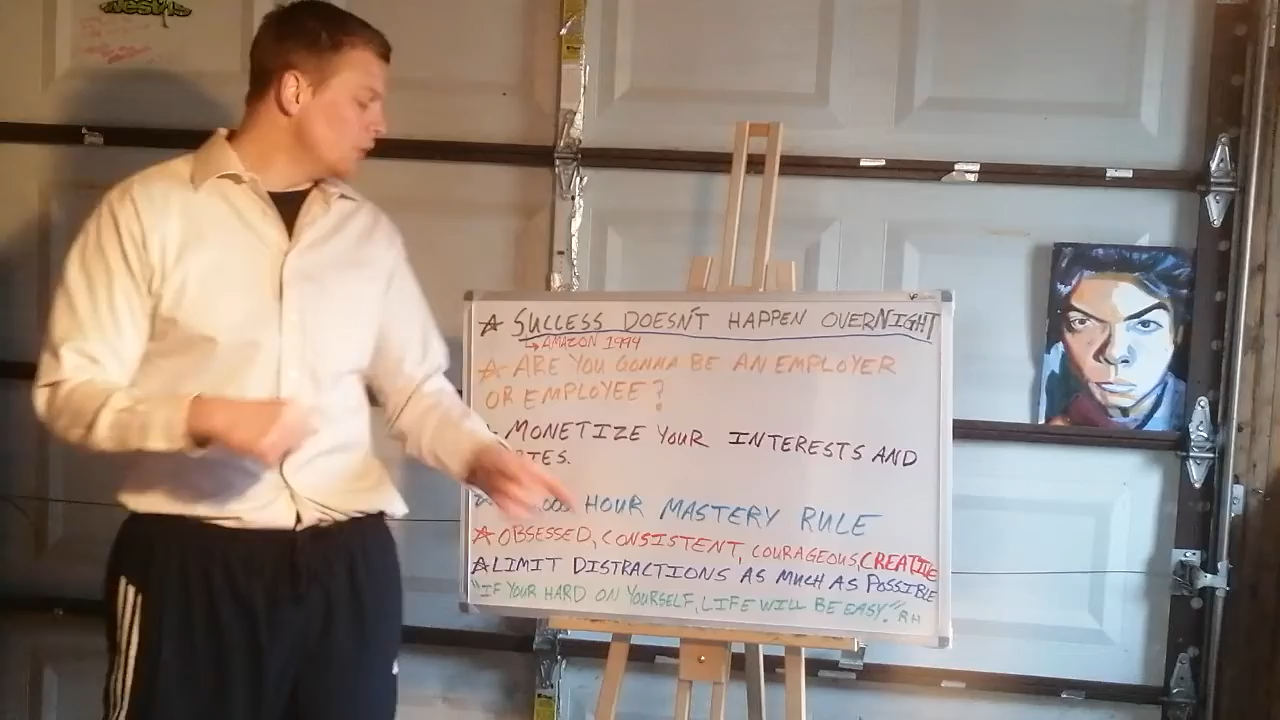 SUCCESS DOESN'T HAPPEN OVERNIGHT
→ AMAZON 1994
ARE YOU GONNA BE AN EMPLOYER
OR EMPLOYEE?
MONETIZE YOUR INTERESTS AND
HOUR MASTERY RULE
OBSESSED, CONSISTENT, COURAGEOUS, CREATIVE
LIMIT DISTRACTIONS AS MUCH AS POSSIBLE
"IF YOUR HARD ON YOURSELF, LIFE WILL BE EASY." RH